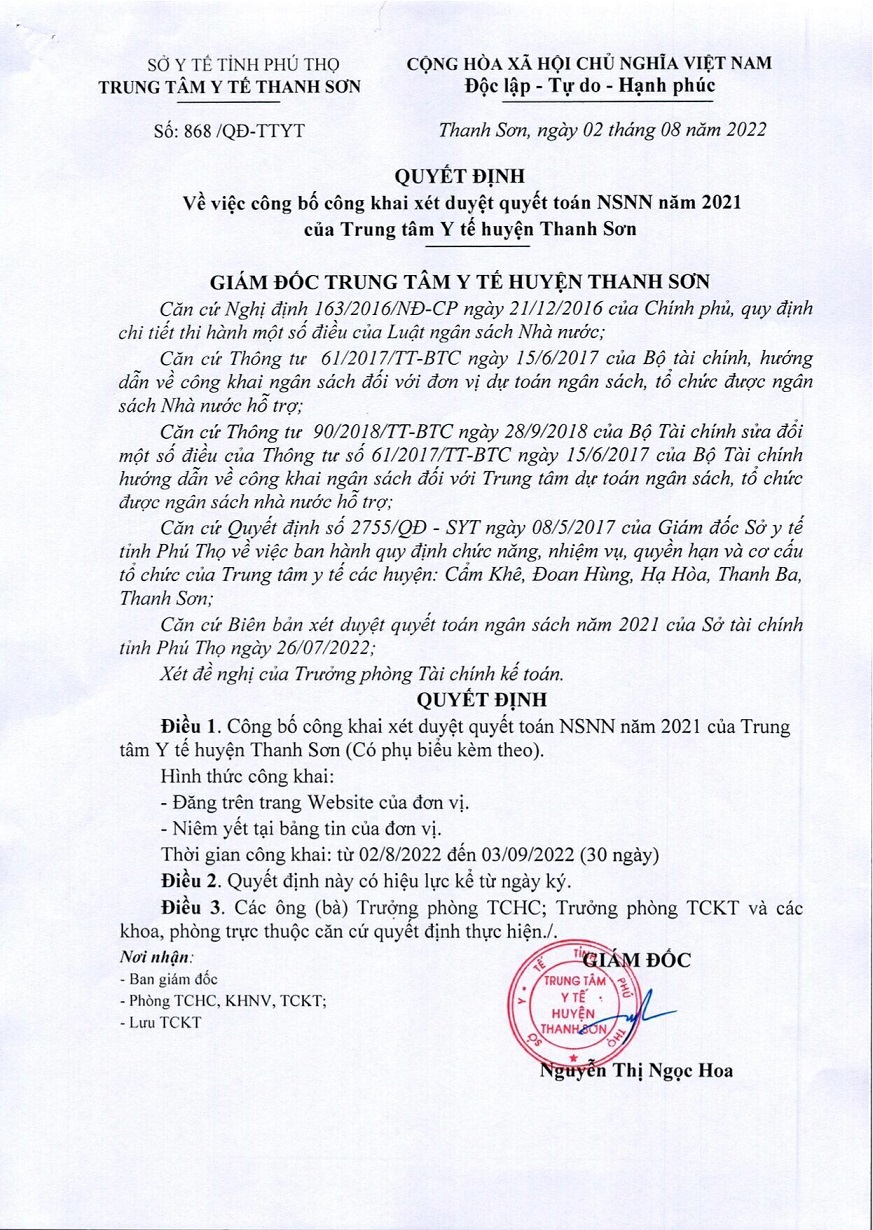 SỞ Y TẾ TỈNH PHÚ THỌ
TRUNG TÂM Y TẾ THANH SƠN
CỘNG HÒA XÃ HỘI CHỦ NGHĨA VIỆT NAM
Độc lập - Tự do - Hạnh phúc
Số: 868 /QĐ-TTYT
Thanh Sơn, ngày 02 tháng 08 năm 2022
QUYẾT ĐỊNH
Về việc công bố công khai xét duyệt quyết toán NSNN năm 2021
của Trung tâm Y tế huyện Thanh Sơn
GIÁM ĐỐC TRUNG TÂM Y TẾ HUYỆN THANH SƠN
Căn cứ Nghị định 163/2016/NĐ-CP ngày 21/12/2016 của Chính phủ, quy định
chi tiết thi hành một số điều của Luật ngân sách Nhà nước;
Căn cứ Thông tư 61/2017/TT-BTC ngày 15/6/2017 của Bộ tài chính, hướng
dẫn về công khai ngân sách đối với đơn vị dự toán ngân sách, tổ chức được ngân
sách Nhà nước hỗ trợ;
Căn cứ Thông tư 90/2018/TT-BTC ngày 28/9/2018 của Bộ Tài chính sửa đổi
một số điều của Thông tư số 61/2017/TT-BTC ngày 15/6/2017 của Bộ Tài chính
hướng dẫn về công khai ngân sách đối với Trung tâm dự toán ngân sách, tổ chức
được ngân sách nhà nước hỗ trợ;
Căn cứ Quyết định số 2755/QĐ - SYT ngày 08/5/2017 của Giám đốc Sở y tế
tỉnh Phú Thọ về việc ban hành quy định chức năng, nhiệm vụ, quyền hạn và cơ cấu
tổ chức của Trung tâm y tế các huyện: Cẩm Khê, Đoan Hùng, Hạ Hòa, Thanh Ba,
Thanh Sơn;
Căn cứ Biên bản xét duyệt quyết toán ngân sách năm 2021 của Sở tài chính
tỉnh Phú Thọ ngày 26/07/2022;
Xét đề nghị của Trưởng phòng Tài chính kế toán.
QUYẾT ĐỊNH
Điều 1. Công bố công khai xét duyệt quyết toán NSNN năm 2021 của Trung
tâm Y tế huyện Thanh Sơn (Có phụ biểu kèm theo).
Hình thức công khai:
- Đăng trên trang Website của đơn vị.
- Niêm yết tại bảng tin của đơn vị.
Thời gian công khai: từ 02/8/2022 đến 03/09/2022 (30 ngày)
Điều 2. Quyết định này có hiệu lực kể từ ngày ký.
Điều 3. Các ông (bà) Trưởng phòng TCHC; Trưởng phòng TCKT và các
khoa, phòng trực thuộc căn cứ quyết định thực hiện./.
Nơi nhận:
- Ban giám đốc
- Phòng TCHC, KHNV, TCKT;
- Lưu TCKT
GIÁM ĐỐC
SỞ Y TẾ TỈNH PHÚ THỌ
TRUNG TÂM
Y TẾ
HUYỆN
THANH SƠN
Nguyễn Thị Ngọc Hoa